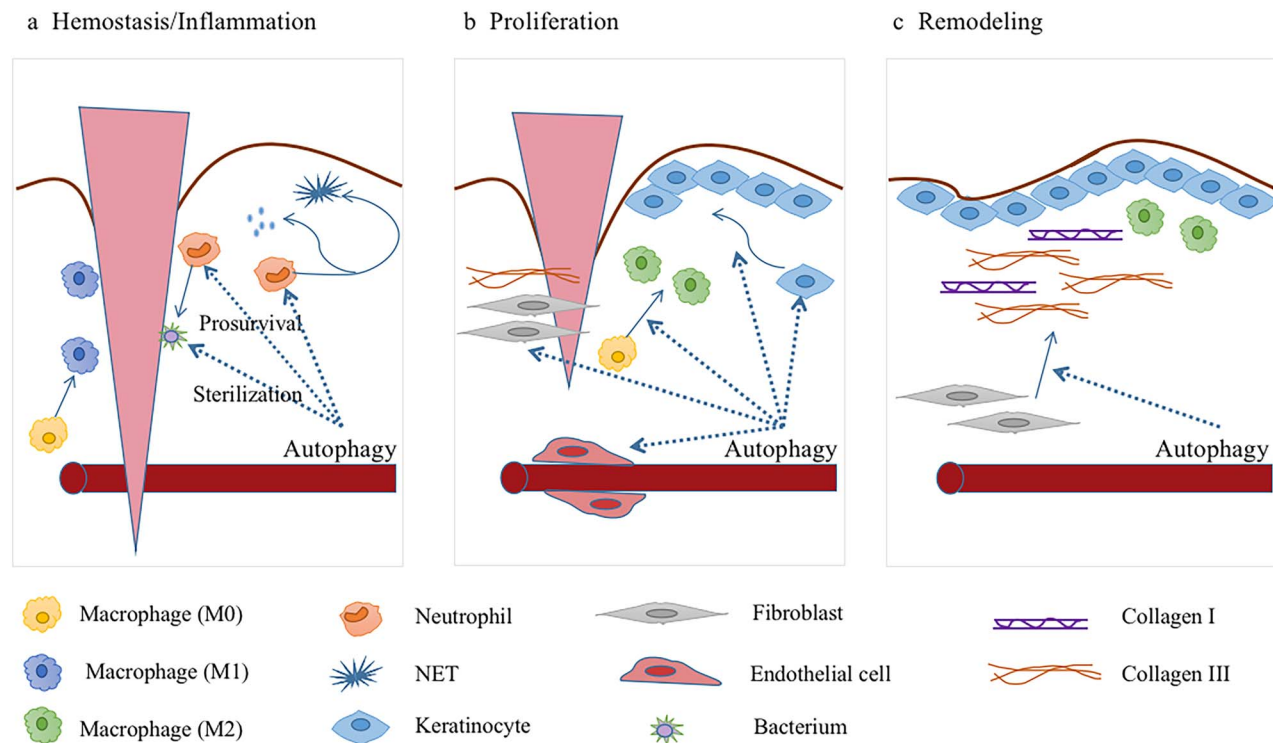 a Hemostasis/Inflammation
b Proliferation
c Remodeling
Prosurvival
Sterilization
Autophagy
Autophagy
Autophagy
Macrophage (M0)
Neutrophil
Fibroblast
Collagen I
Macrophage (M1)
NET
Endothelial cell
Collagen III
Macrophage (M2)
Keratinocyte
Bacterium